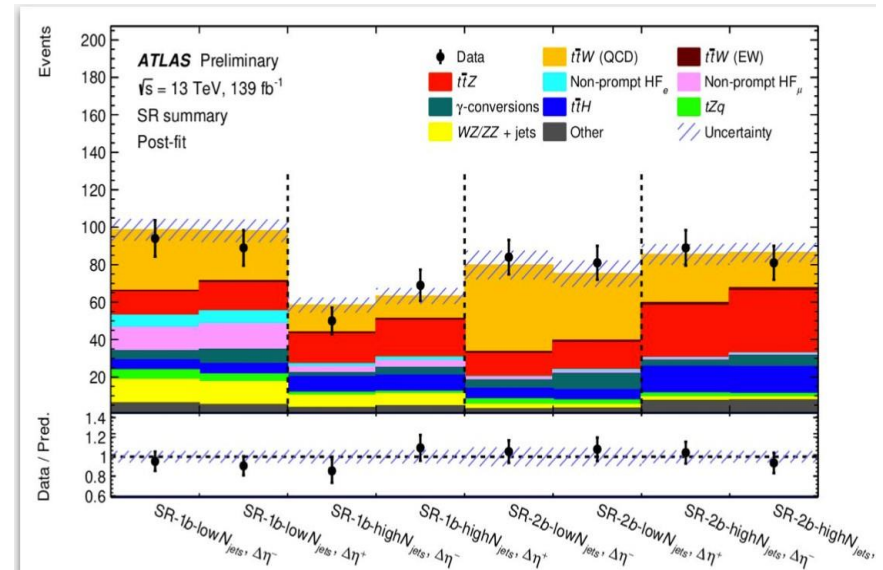 Events
200
180
160
140
120
100
80
60
40
20
ATLAS Preliminary
√s = 13 TeV, 139 fb⁻¹
SR summary
Post-fit
Data
tt̄W (QCD)
tt̄W (EW)
tt̄Z
Non-prompt HFₑ
Non-prompt HF_μ
γ-conversions
tt̄H
tZq
WZ/ZZ + jets
Other
Uncertainty
Data / Pred.
1.4
1.2
1
0.8
0.6
SR-1b-lowN_jets, Δη⁻
SR-1b-lowN_jets, Δη⁺
SR-1b-highN_jets, Δη⁻
SR-1b-highN_jets, Δη⁺
SR-2b-lowN_jets, Δη⁻
SR-2b-lowN_jets, Δη⁺
SR-2b-highN_jets, Δη⁻
SR-2b-highN_jets,